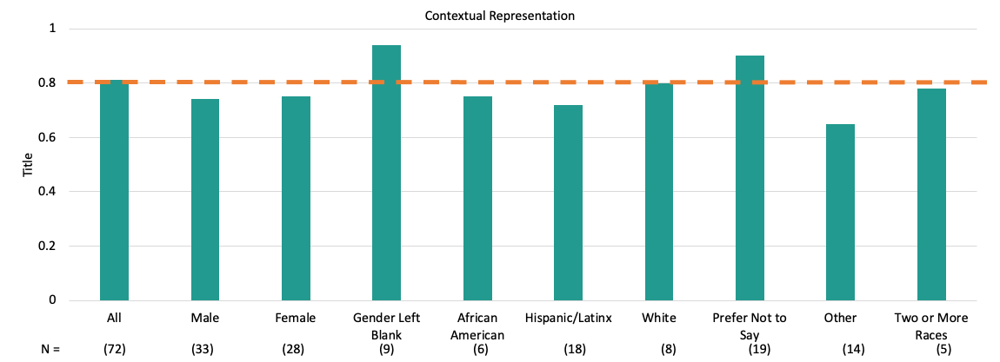 Contextual Representation
1
0.8
0.6
0.4
0.2
0
Title
All
Male
Female
Gender Left
Blank
African
American
Hispanic/Latinx
White
Prefer Not to
Say
Other
Two or More
Races
N = (72) (33) (28) (9) (6) (18) (8) (19) (14) (5)